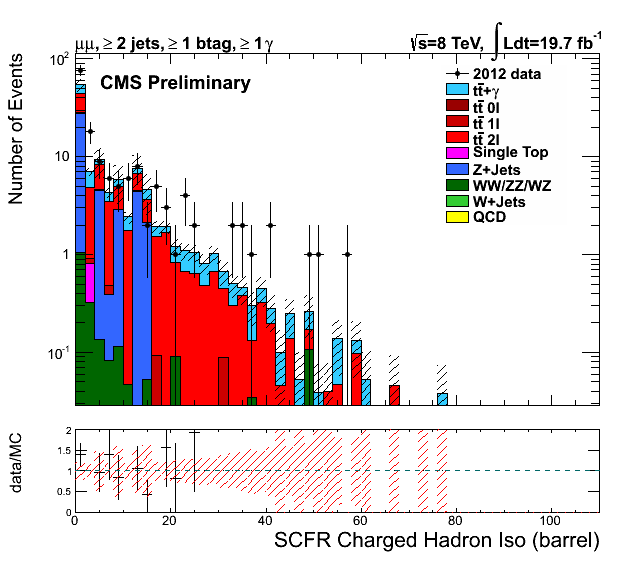 μμ, ≥ 2 jets, ≥ 1 btag, ≥ 1 γ
√s=8 TeV, ∫Ldt=19.7 fb⁻¹
CMS Preliminary
Number of Events
10²
10
1
10⁻¹
2012 data
tt̄+γ
tt̄ 0l
tt̄ 1l
tt̄ 2l
Single Top
Z+Jets
WW/ZZ/WZ
W+Jets
QCD
data/MC
2
1.5
1
0.5
0
0 20 40 60 80 100
SCFR Charged Hadron Iso (barrel)